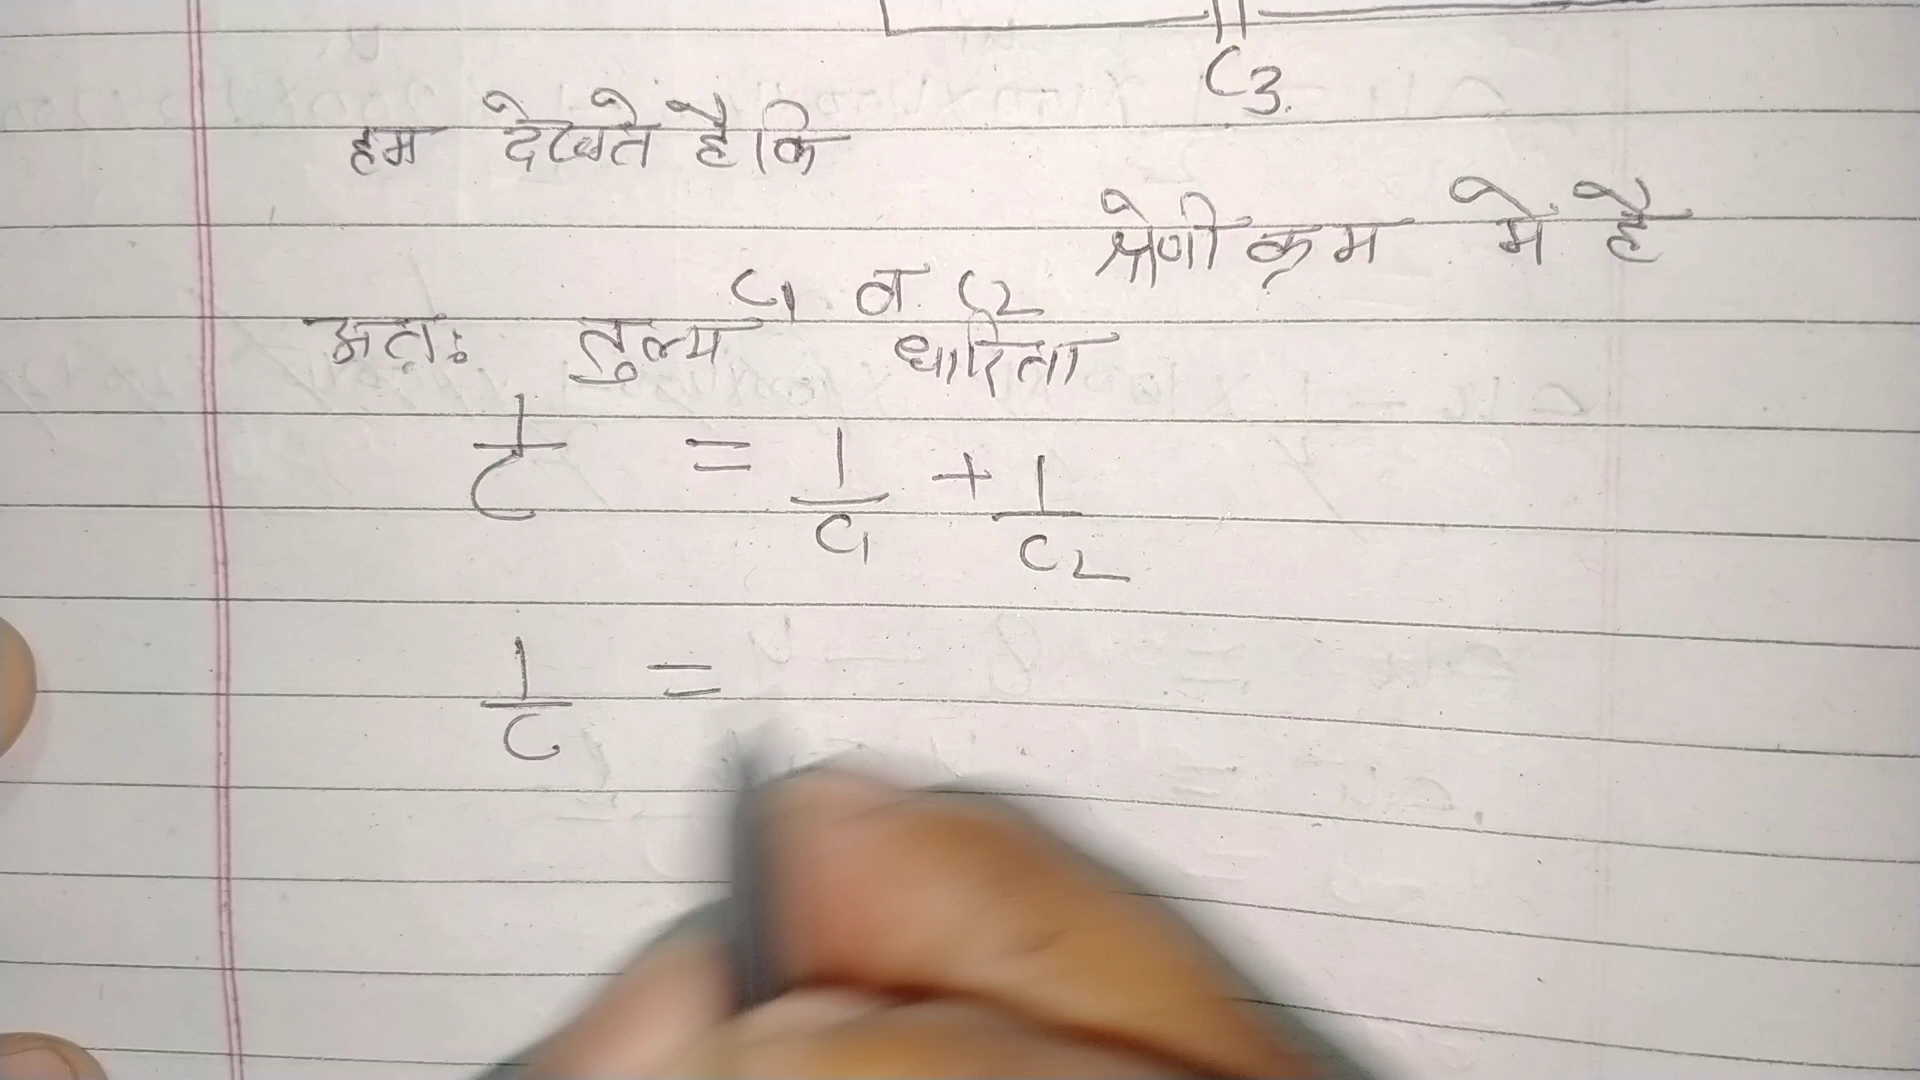 C3.
हम देखते है कि
C1 व C2 श्रेणी क्रम में है
अतः तुल्य धारिता
1/C = 1/C1 + 1/C2
1/C =